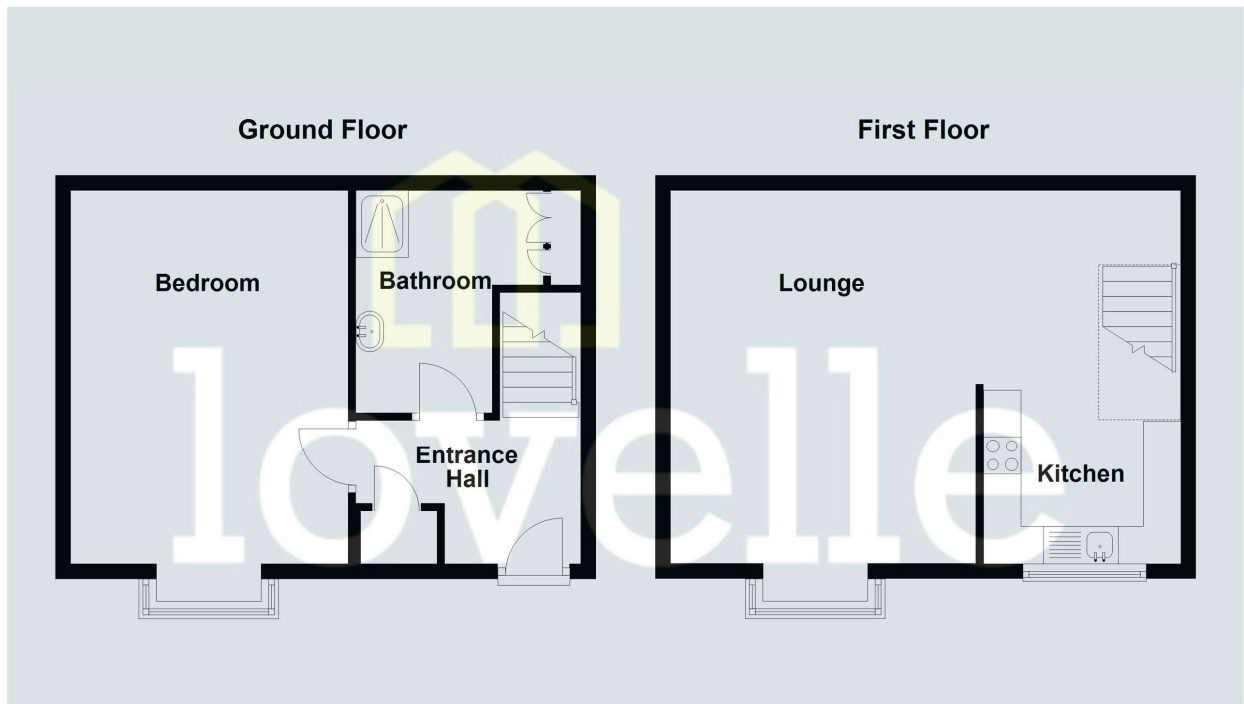 Ground Floor
First Floor
Bedroom
Bathroom
Lounge
Entrance
Hall
Kitchen
lovelle